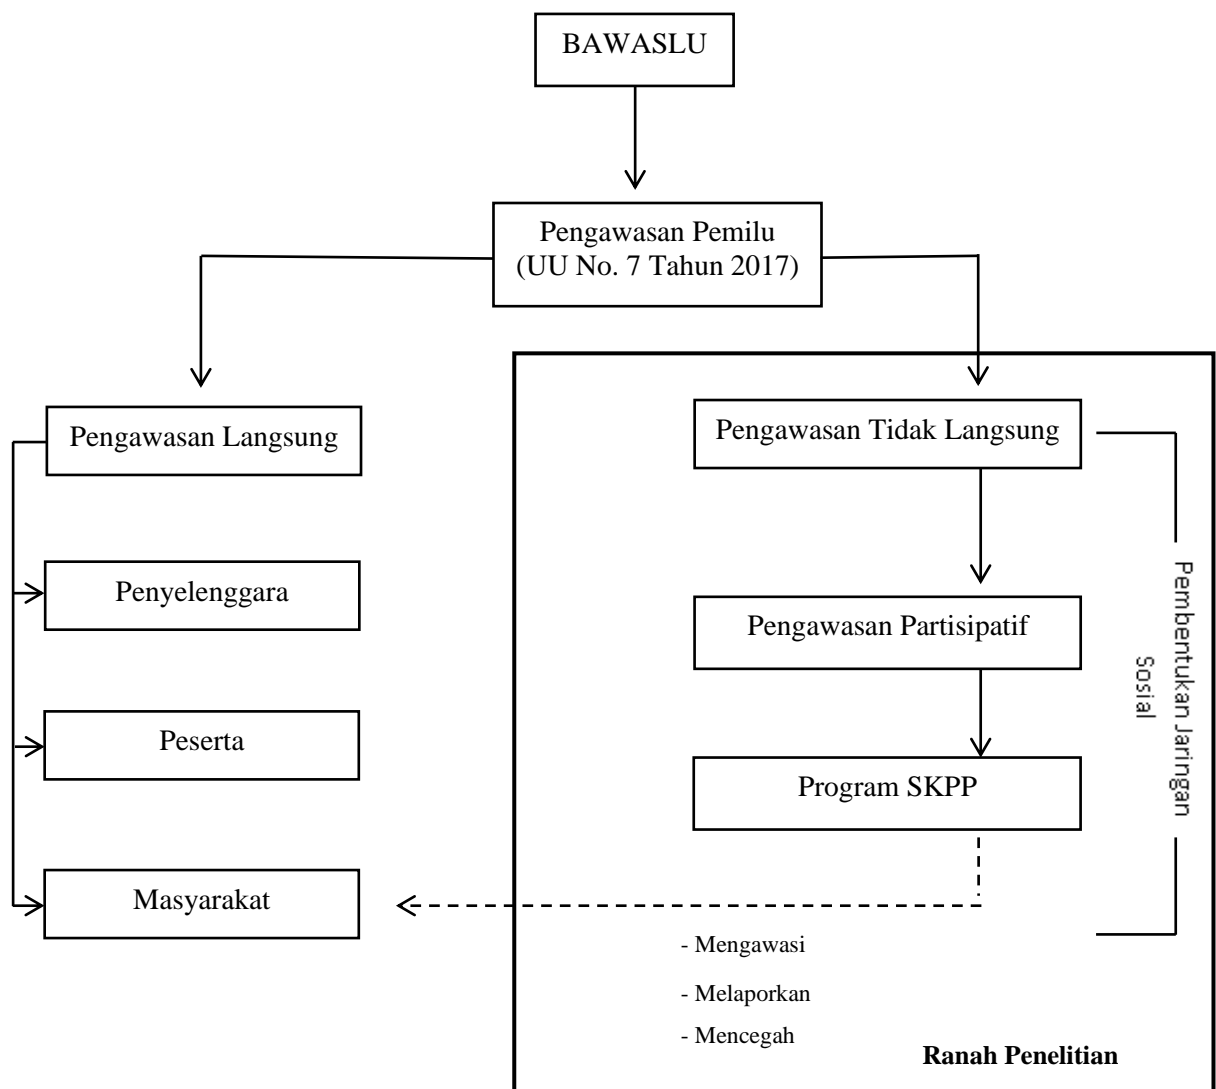 BAWASLU
Pengawasan Pemilu
(UU No. 7 Tahun 2017)
Pengawasan Langsung
Pengawasan Tidak Langsung
Penyelenggara
Pengawasan Partisipatif
Pembentukan Jaringan
Sosial
Peserta
Program SKPP
Masyarakat
- Mengawasi
- Melaporkan
- Mencegah
Ranah Penelitian